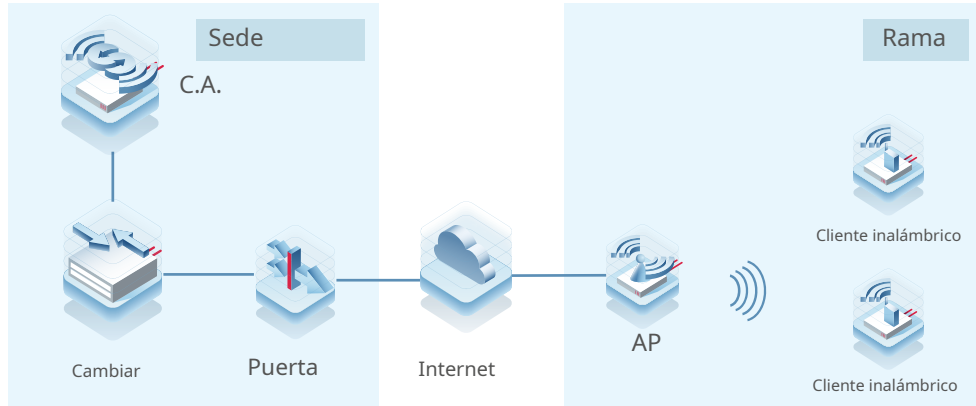 Sede
Rama
C.A.
Cliente inalámbrico
Cambiar
Puerta
Internet
AP
Cliente inalámbrico